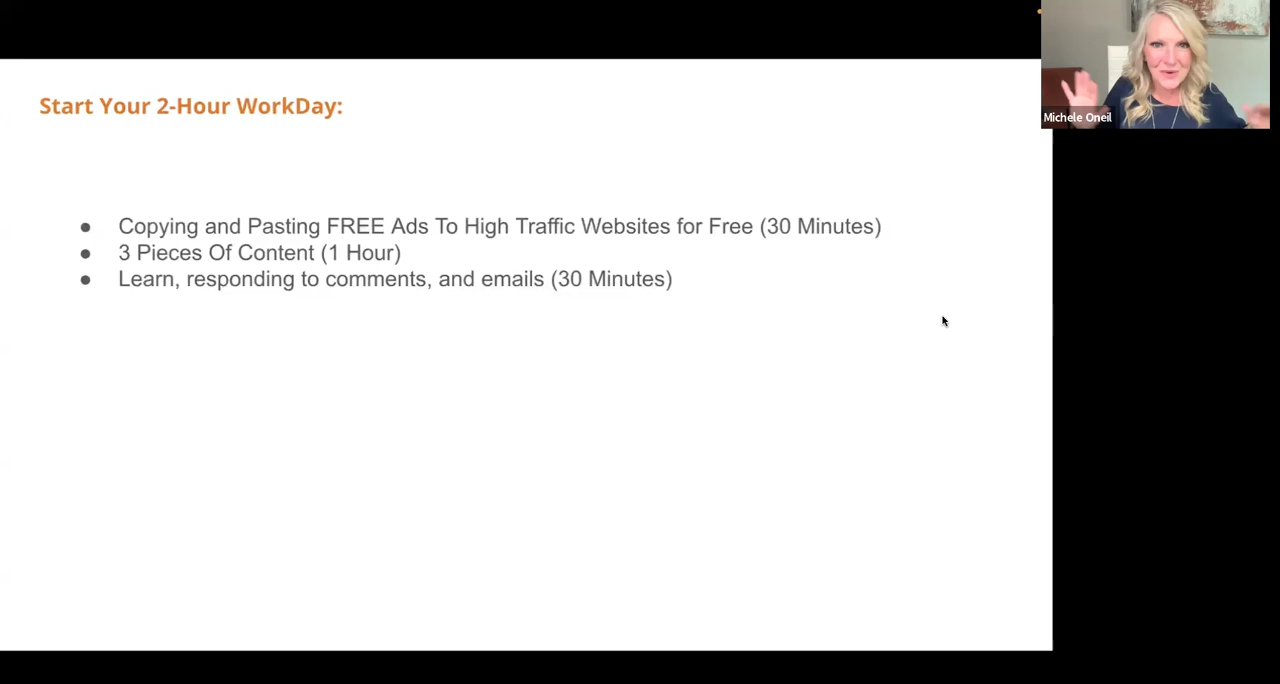 Start Your 2-Hour WorkDay:
Michele Oneil
● Copying and Pasting FREE Ads To High Traffic Websites for Free (30 Minutes)
● 3 Pieces Of Content (1 Hour)
● Learn, responding to comments, and emails (30 Minutes)